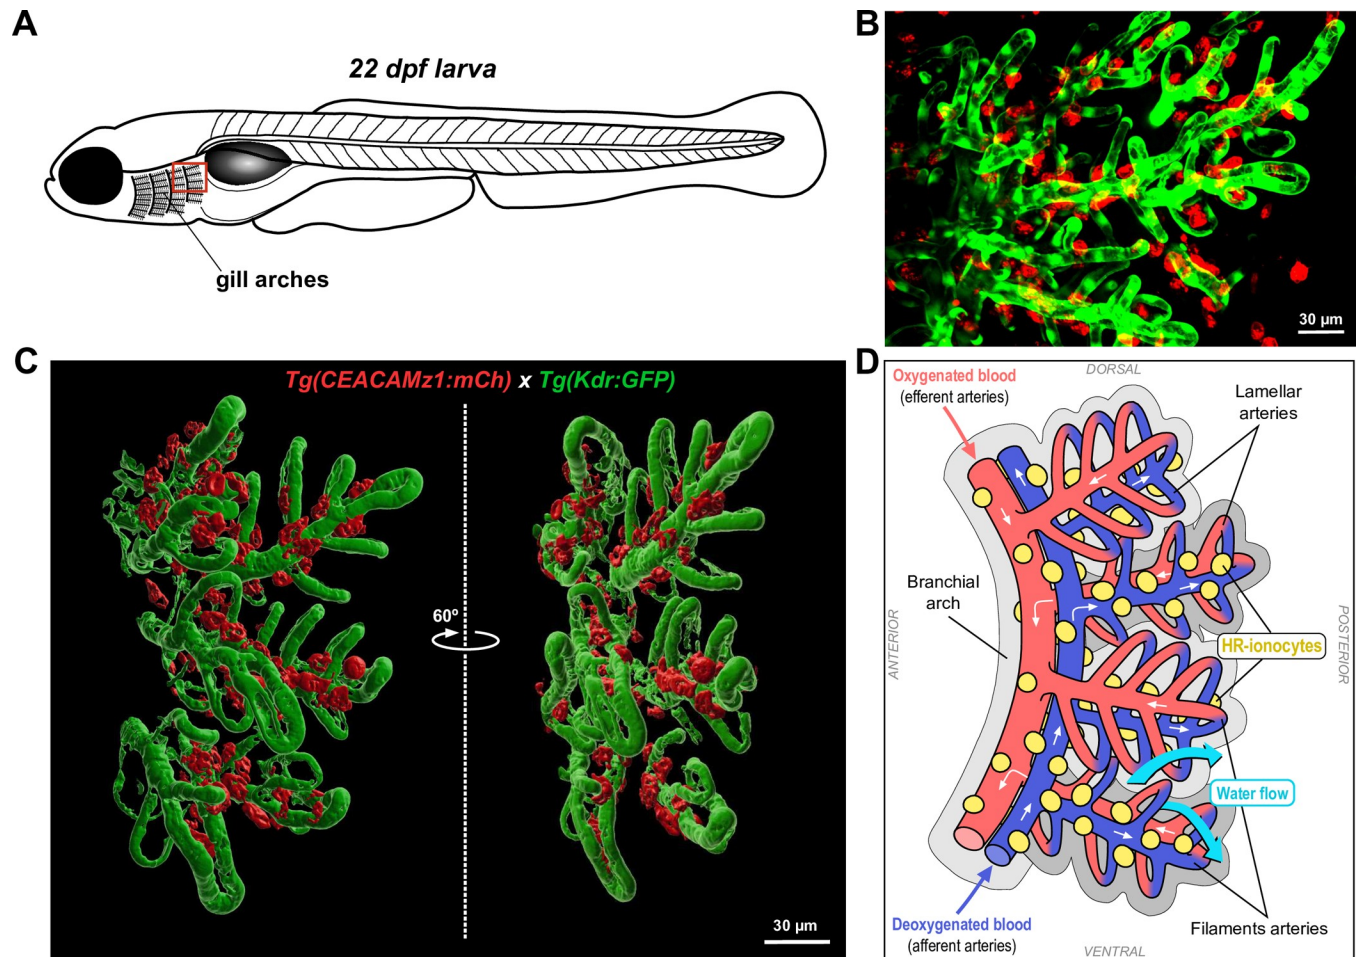 A
22 dpf larva
gill arches
B
30 µm
C
Tg(CEACAMz1:mCh) x Tg(Kdr:GFP)
60º
30 µm
D
DORSAL
Oxygenated blood
(efferent arteries)
Lamellar
arteries
Branchial
arch
ANTERIOR
POSTERIOR
HR-ionocytes
Water flow
Deoxygenated blood
(afferent arteries)
Filaments arteries
VENTRAL